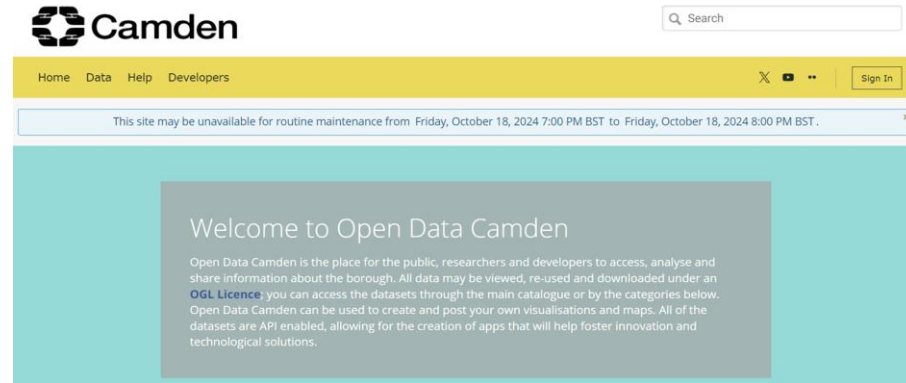 Camden
Search
Home Data Help Developers
Sign In
This site may be unavailable for routine maintenance from Friday, October 18, 2024 7:00 PM BST to Friday, October 18, 2024 8:00 PM BST.
Welcome to Open Data Camden
Open Data Camden is the place for the public, researchers and developers to access, analyse and
share information about the borough. All data may be viewed, re-used and downloaded under an
OGL Licence; you can access the datasets through the main catalogue or by the categories below.
Open Data Camden can be used to create and post your own visualisations and maps. All of the
datasets are API enabled, allowing for the creation of apps that will help foster innovation and
technological solutions.